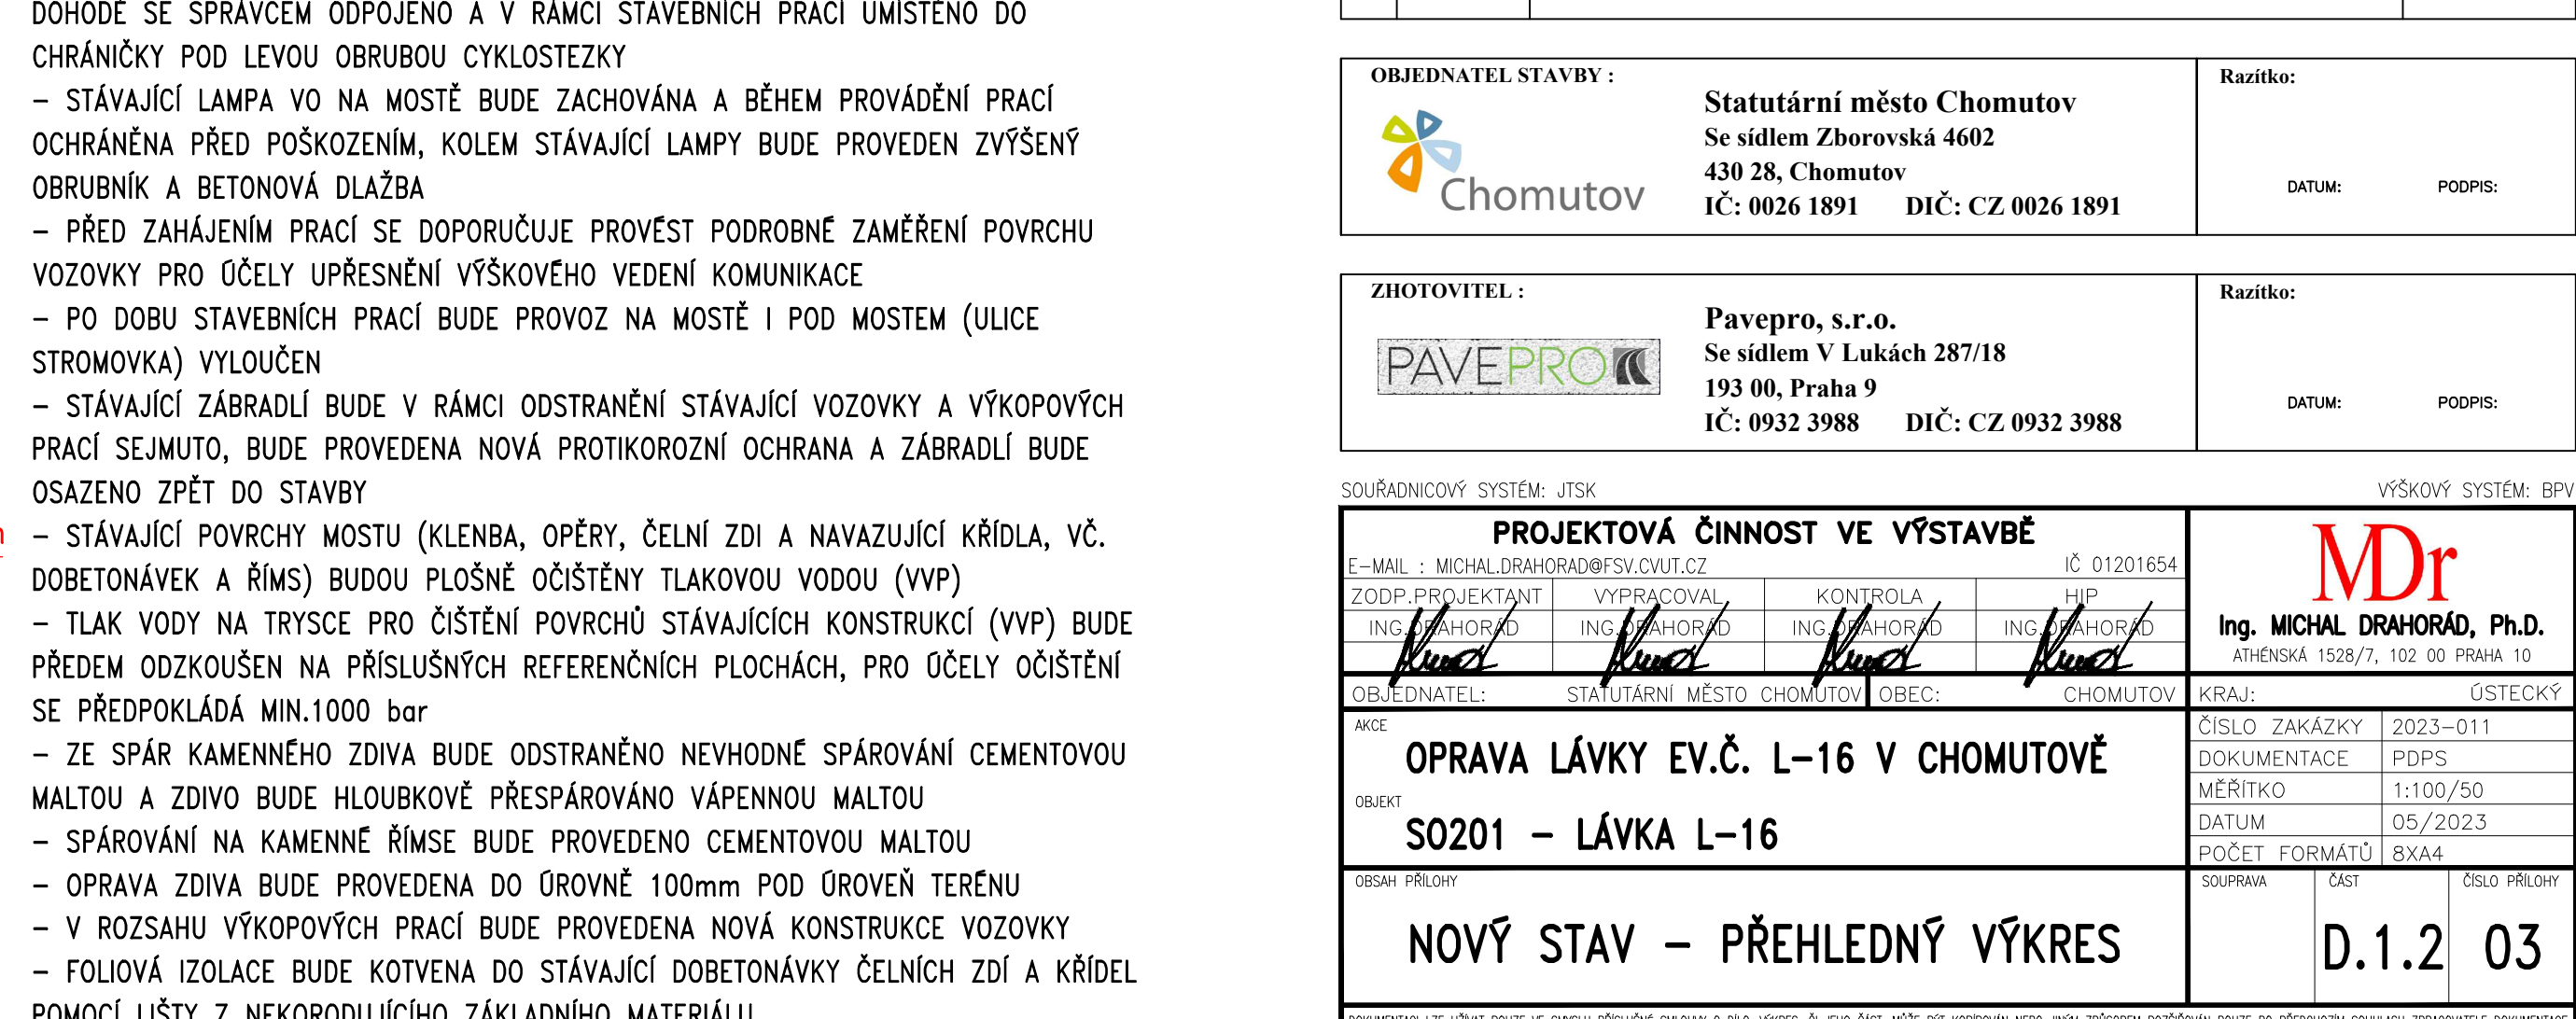 DOHODĚ SE SPRÁVCEM ODPOJENO A V RÁMCI STAVEBNÍCH PRACÍ UMÍSTĚNO DO
CHRÁNIČKY POD LEVOU OBRUBOU CYKLOSTEZKY
– STÁVAJÍCÍ LAMPA VO NA MOSTĚ BUDE ZACHOVÁNA A BĚHEM PROVÁDĚNÍ PRACÍ
OCHRÁNĚNA PŘED POŠKOZENÍM, KOLEM STÁVAJÍCÍ LAMPY BUDE PROVEDEN ZVÝŠENÝ
OBRUBNÍK A BETONOVÁ DLAŽBA
– PŘED ZAHÁJENÍM PRACÍ SE DOPORUČUJE PROVÉST PODROBNÉ ZAMĚŘENÍ POVRCHU
VOZOVKY PRO ÚČELY UPŘESNĚNÍ VÝŠKOVÉHO VEDENÍ KOMUNIKACE
– PO DOBU STAVEBNÍCH PRACÍ BUDE PROVOZ NA MOSTĚ I POD MOSTEM (ULICE
STROMOVKA) VYLOUČEN
– STÁVAJÍCÍ ZÁBRADLÍ BUDE V RÁMCI ODSTRANĚNÍ STÁVAJÍCÍ VOZOVKY A VÝKOPOVÝCH
PRACÍ SEJMUTO, BUDE PROVEDENA NOVÁ PROTIKOROZNÍ OCHRANA A ZÁBRADLÍ BUDE
OSAZENO ZPĚT DO STAVBY
– STÁVAJÍCÍ POVRCHY MOSTU (KLENBA, OPĚRY, ČELNÍ ZDI A NAVAZUJÍCÍ KŘÍDLA, VČ.
DOBETONÁVEK A ŘÍMS) BUDOU PLOŠNĚ OČIŠTĚNY TLAKOVOU VODOU (VVP)
– TLAK VODY NA TRYSCE PRO ČIŠTĚNÍ POVRCHŮ STÁVAJÍCÍCH KONSTRUKCÍ (VVP) BUDE
PŘEDEM ODZKOUŠEN NA PŘÍSLUŠNÝCH REFERENČNÍCH PLOCHÁCH, PRO ÚČELY OČIŠTĚNÍ
SE PŘEDPOKLÁDÁ MIN.1000 bar
– ZE SPÁR KAMENNÉHO ZDIVA BUDE ODSTRANĚNO NEVHODNÉ SPÁROVÁNÍ CEMENTOVOU
MALTOU A ZDIVO BUDE HLOUBKOVĚ PŘESPÁROVÁNO VÁPENNOU MALTOU
– SPÁROVÁNÍ NA KAMENNÉ ŘÍMSE BUDE PROVEDENO CEMENTOVOU MALTOU
– OPRAVA ZDIVA BUDE PROVEDENA DO ÚROVNĚ 100mm POD ÚROVEŇ TERÉNU
– V ROZSAHU VÝKOPOVÝCH PRACÍ BUDE PROVEDENA NOVÁ KONSTRUKCE VOZOVKY
– FOLIOVÁ IZOLACE BUDE KOTVENA DO STÁVAJÍCÍ DOBETONÁVKY ČELNÍCH ZDÍ A KŘÍDEL
POMOCÍ LIŠTY Z NEKORODUJÍCÍHO ZÁKLADNÍHO MATERIÁLU
OBJEDNATEL STAVBY :
Chomutov
Statutární město Chomutov
Se sídlem Zborovská 4602
430 28, Chomutov
IČ: 0026 1891 DIČ: CZ 0026 1891
Razítko:
DATUM: PODPIS:
ZHOTOVITEL :
PAVEPRO
Pavepro, s.r.o.
Se sídlem V Lukách 287/18
193 00, Praha 9
IČ: 0932 3988 DIČ: CZ 0932 3988
Razítko:
DATUM: PODPIS:
SOUŘADNICOVÝ SYSTÉM: JTSK VÝŠKOVÝ SYSTÉM: BPV
PROJEKTOVÁ ČINNOST VE VÝSTAVBĚ
E–MAIL : MICHAL.DRAHORAD@FSV.CVUT.CZ IČ 01201654
ZODP.PROJEKTANT VYPRACOVAL KONTROLA HIP
ING.DRAHORÁD ING.DRAHORÁD ING.DRAHORÁD ING.DRAHORÁD
MDr
Ing. MICHAL DRAHORÁD, Ph.D.
ATHÉNSKÁ 1528/7, 102 00 PRAHA 10
OBJEDNATEL: STATUTÁRNÍ MĚSTO CHOMUTOV OBEC: CHOMUTOV KRAJ: ÚSTECKÝ
AKCE
OPRAVA LÁVKY EV.Č. L–16 V CHOMUTOVĚ
OBJEKT
SO201 – LÁVKA L–16
ČÍSLO ZAKÁZKY 2023–011
DOKUMENTACE PDPS
MĚŘÍTKO 1:100/50
DATUM 05/2023
POČET FORMÁTŮ 8XA4
OBSAH PŘÍLOHY
NOVÝ STAV – PŘEHLEDNÝ VÝKRES
SOUPRAVA ČÁST ČÍSLO PŘÍLOHY
D.1.2 03